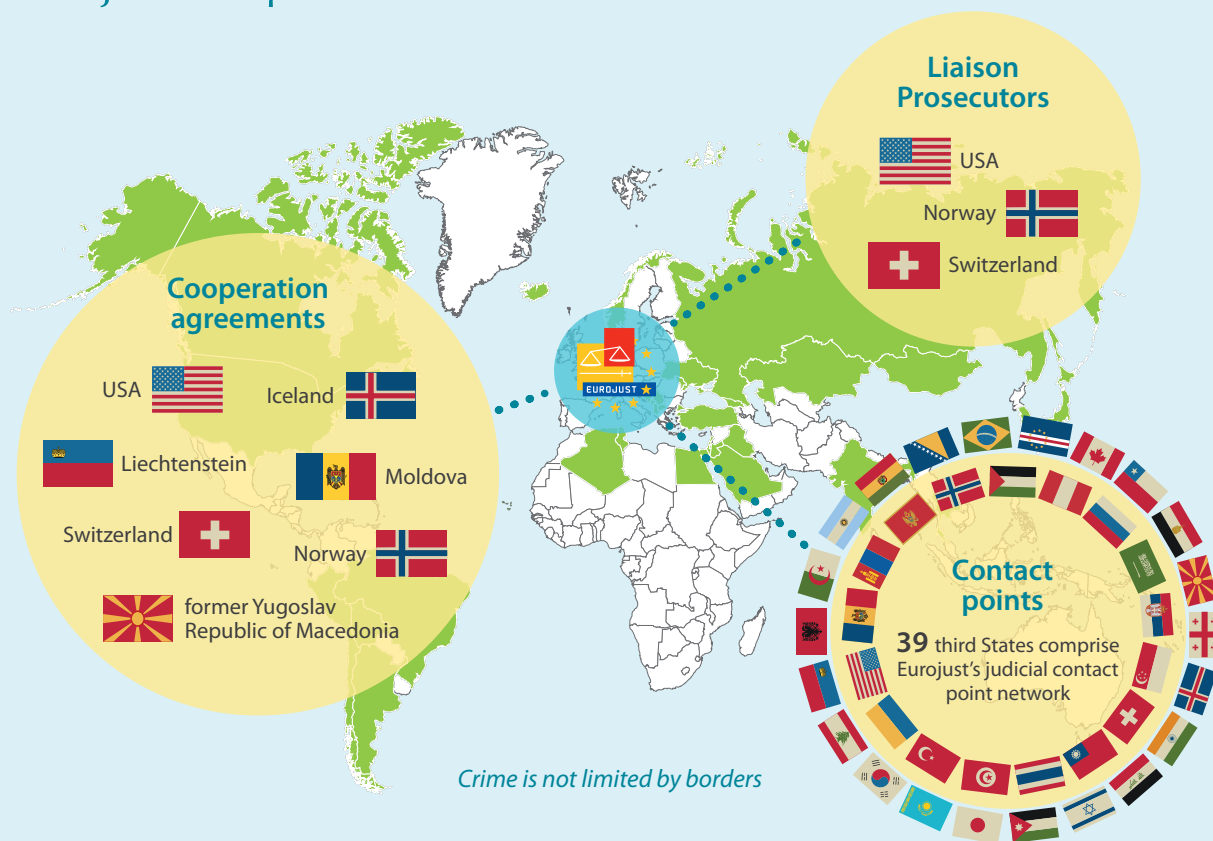 Liaison
Prosecutors
USA
Norway
Switzerland
Cooperation
agreements
USA
Iceland
Liechtenstein
Moldova
Switzerland
Norway
former Yugoslav
Republic of Macedonia
EUROJUST
Contact
points
39 third States comprise
Eurojust's judicial contact
point network
Crime is not limited by borders